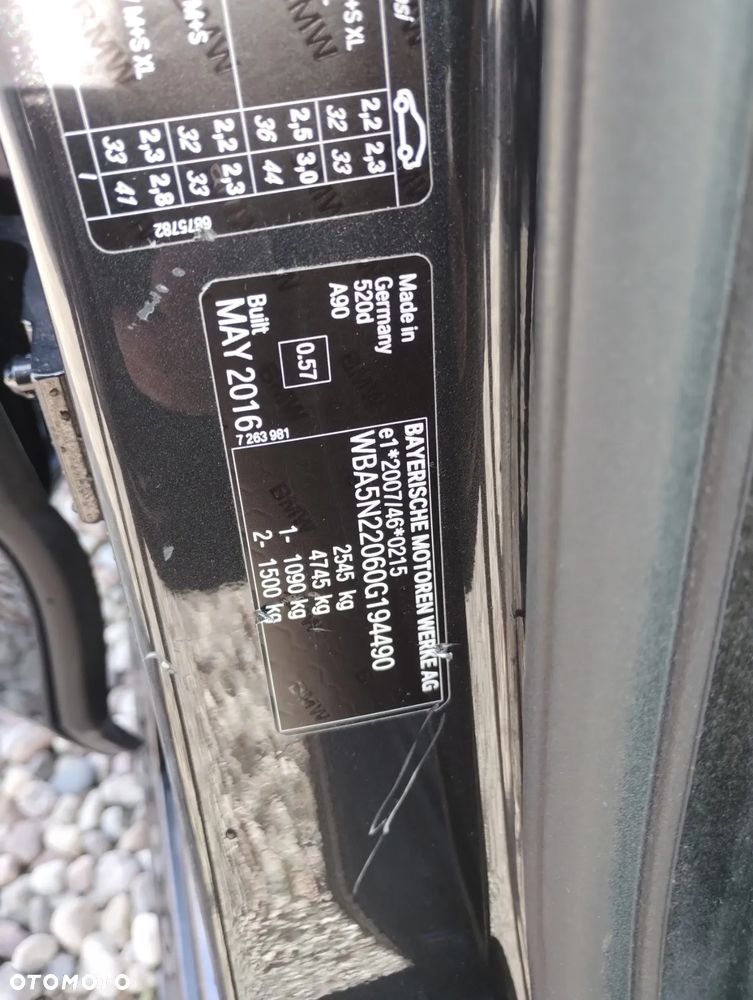 +S XL 2,2 2,3
32 33
2,5 3,0
36 44
M+S 2,2 2,3
32 33
M+S XL 2,3 2,8
33 41
6875782
Made in
Germany
520d
A90
0.57
Built
MAY 2016
7 263 981
BAYERISCHE MOTOREN WERKE AG
e1*2007/46*0215
WBA5N22060G194490
2545 kg
4745 kg
1- 1090 kg
2- 1500 kg
OTOMOTO